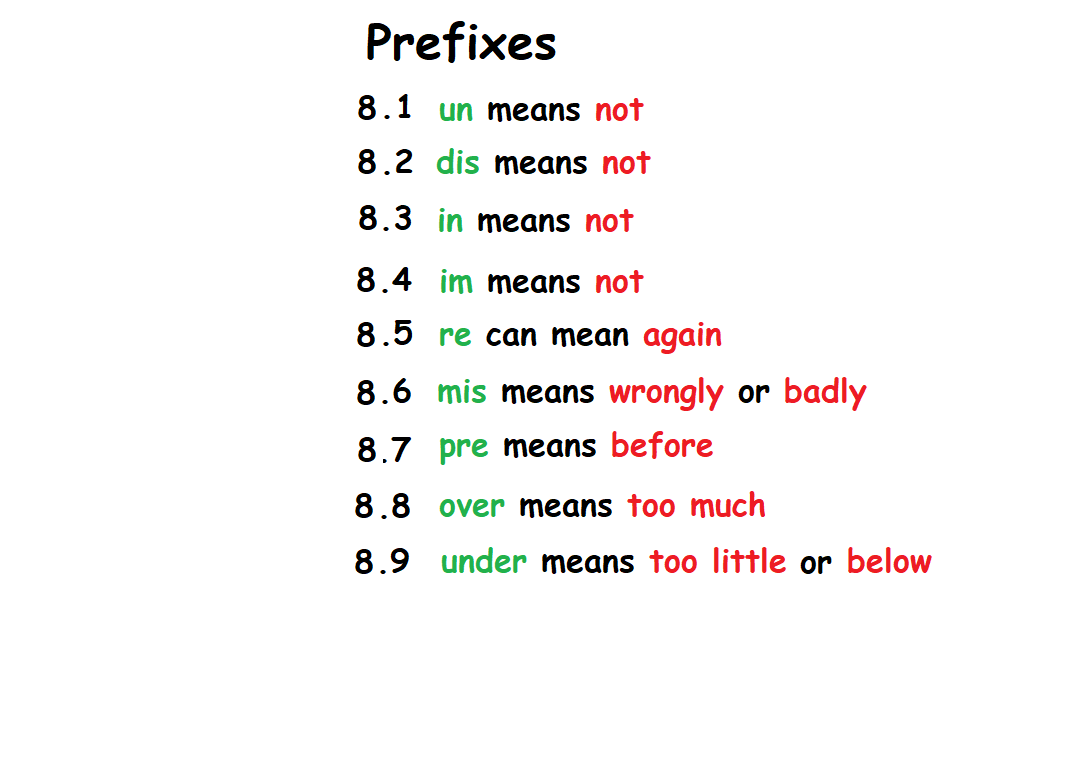 Prefixes
8.1 un means not
8.2 dis means not
8.3 in means not
8.4 im means not
8.5 re can mean again
8.6 mis means wrongly or badly
8.7 pre means before
8.8 over means too much
8.9 under means too little or below